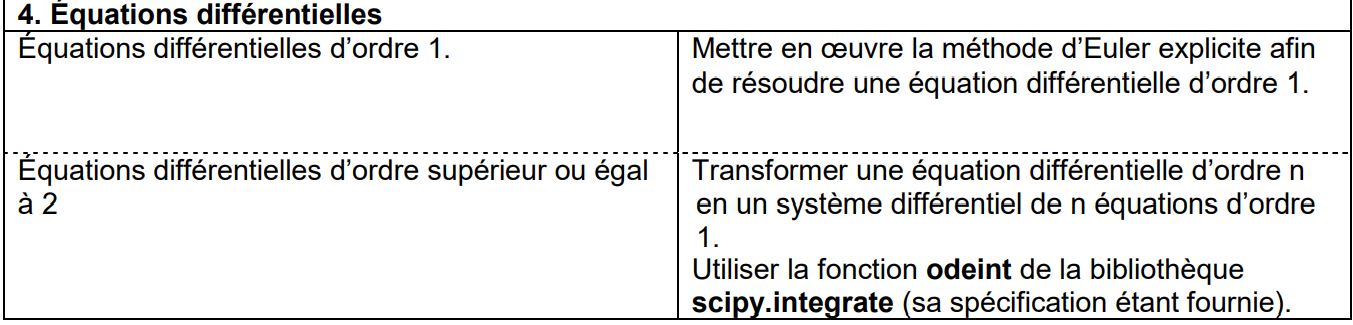 4. Équations différentielles
Équations différentielles d’ordre 1.
Mettre en œuvre la méthode d’Euler explicite afin
de résoudre une équation différentielle d’ordre 1.
Équations différentielles d’ordre supérieur ou égal
à 2
Transformer une équation différentielle d’ordre n
en un système différentiel de n équations d’ordre
1.
Utiliser la fonction odeint de la bibliothèque
scipy.integrate (sa spécification étant fournie).